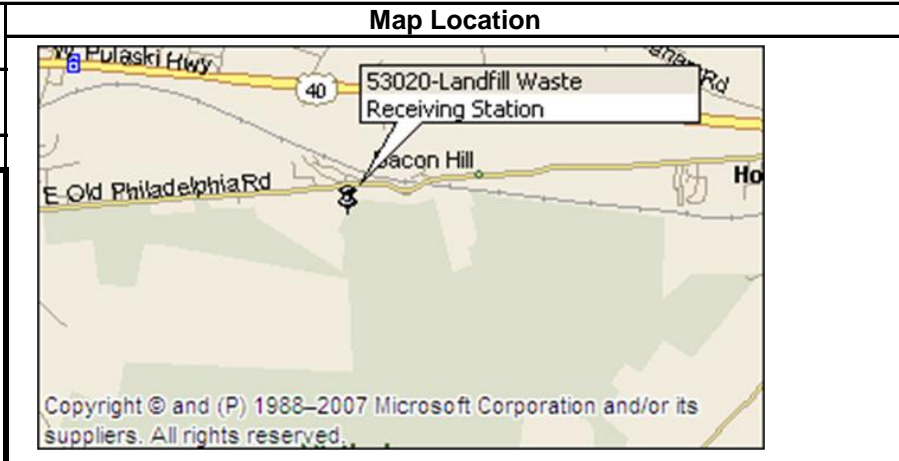 Map Location
W Pulaski Hwy
40
53020-Landfill Waste
Receiving Station
Rd
Bacon Hill
E Old Philadelphia Rd
Ho
Copyright © and (P) 1988–2007 Microsoft Corporation and/or its
suppliers. All rights reserved.